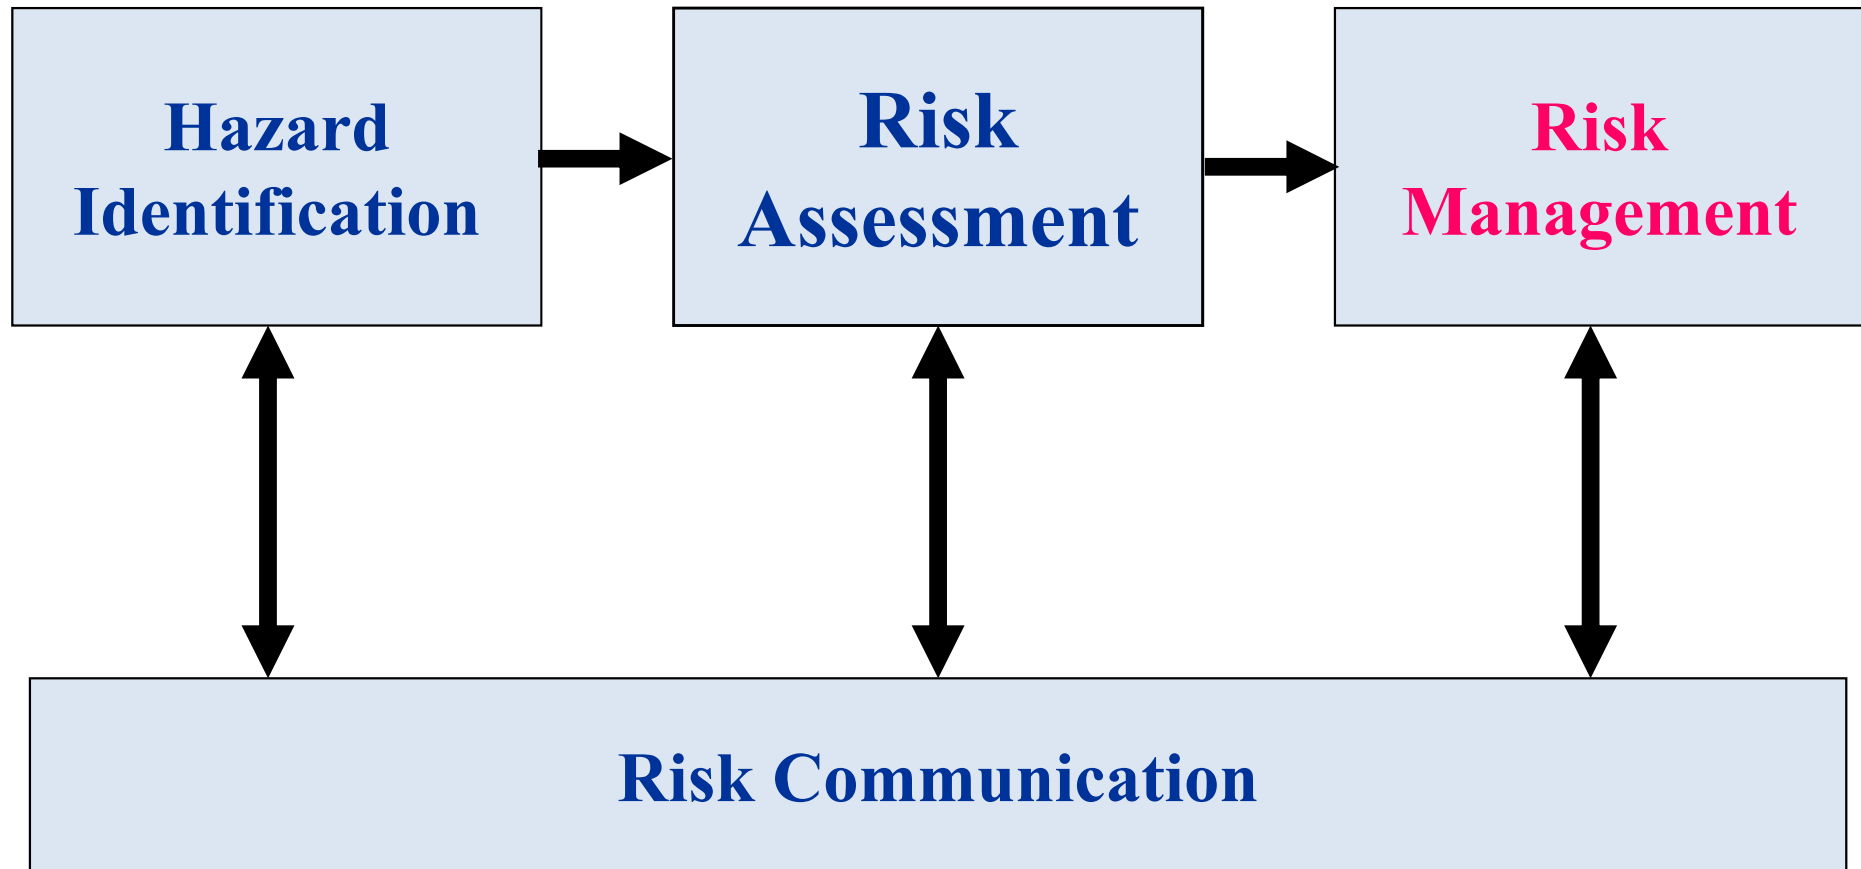 Hazard
Identification
Risk
Assessment
Risk
Management
Risk Communication